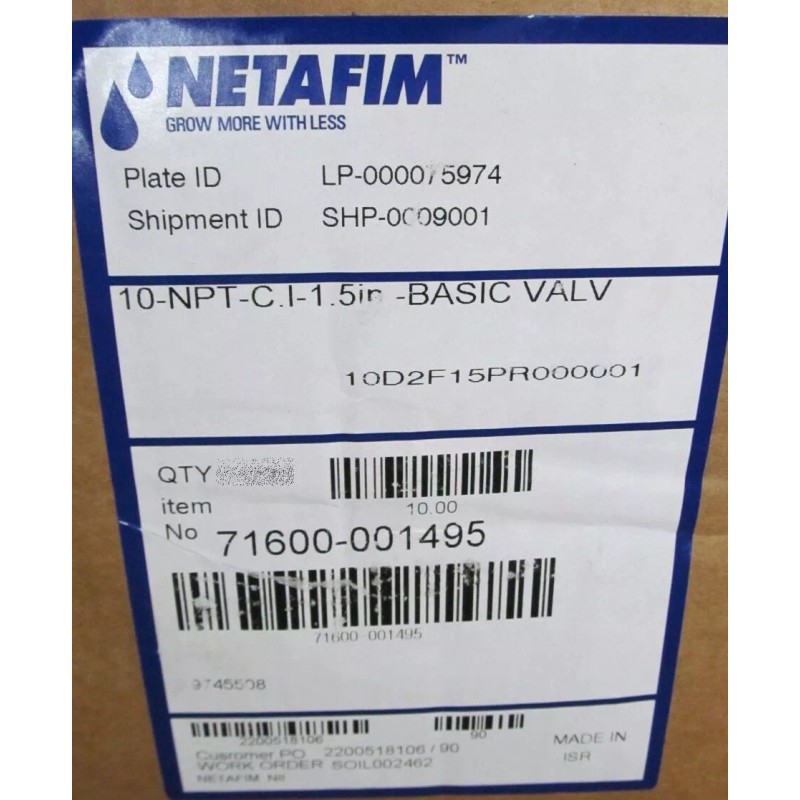 NETAFIM™
GROW MORE WITH LESS
Plate ID LP-000075974
Shipment ID SHP-0009001
10-NPT-C.I-1.5in -BASIC VALV
10D2F15PR000001
QTY
10.00
item
No 71600-001495
71600-001495
9745508
2200518106 90
Cusromer PO 2200518106 / 90
WORK ORDER SOIL002462
NETAFIM
MADE IN
ISR